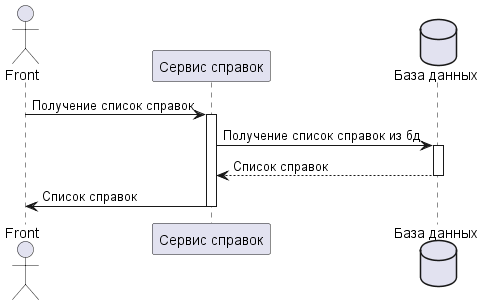 Front
Сервис справок
База данных
Получение список справок
Получение список справок из бд
Список справок
Список справок
Front
Сервис справок
База данных